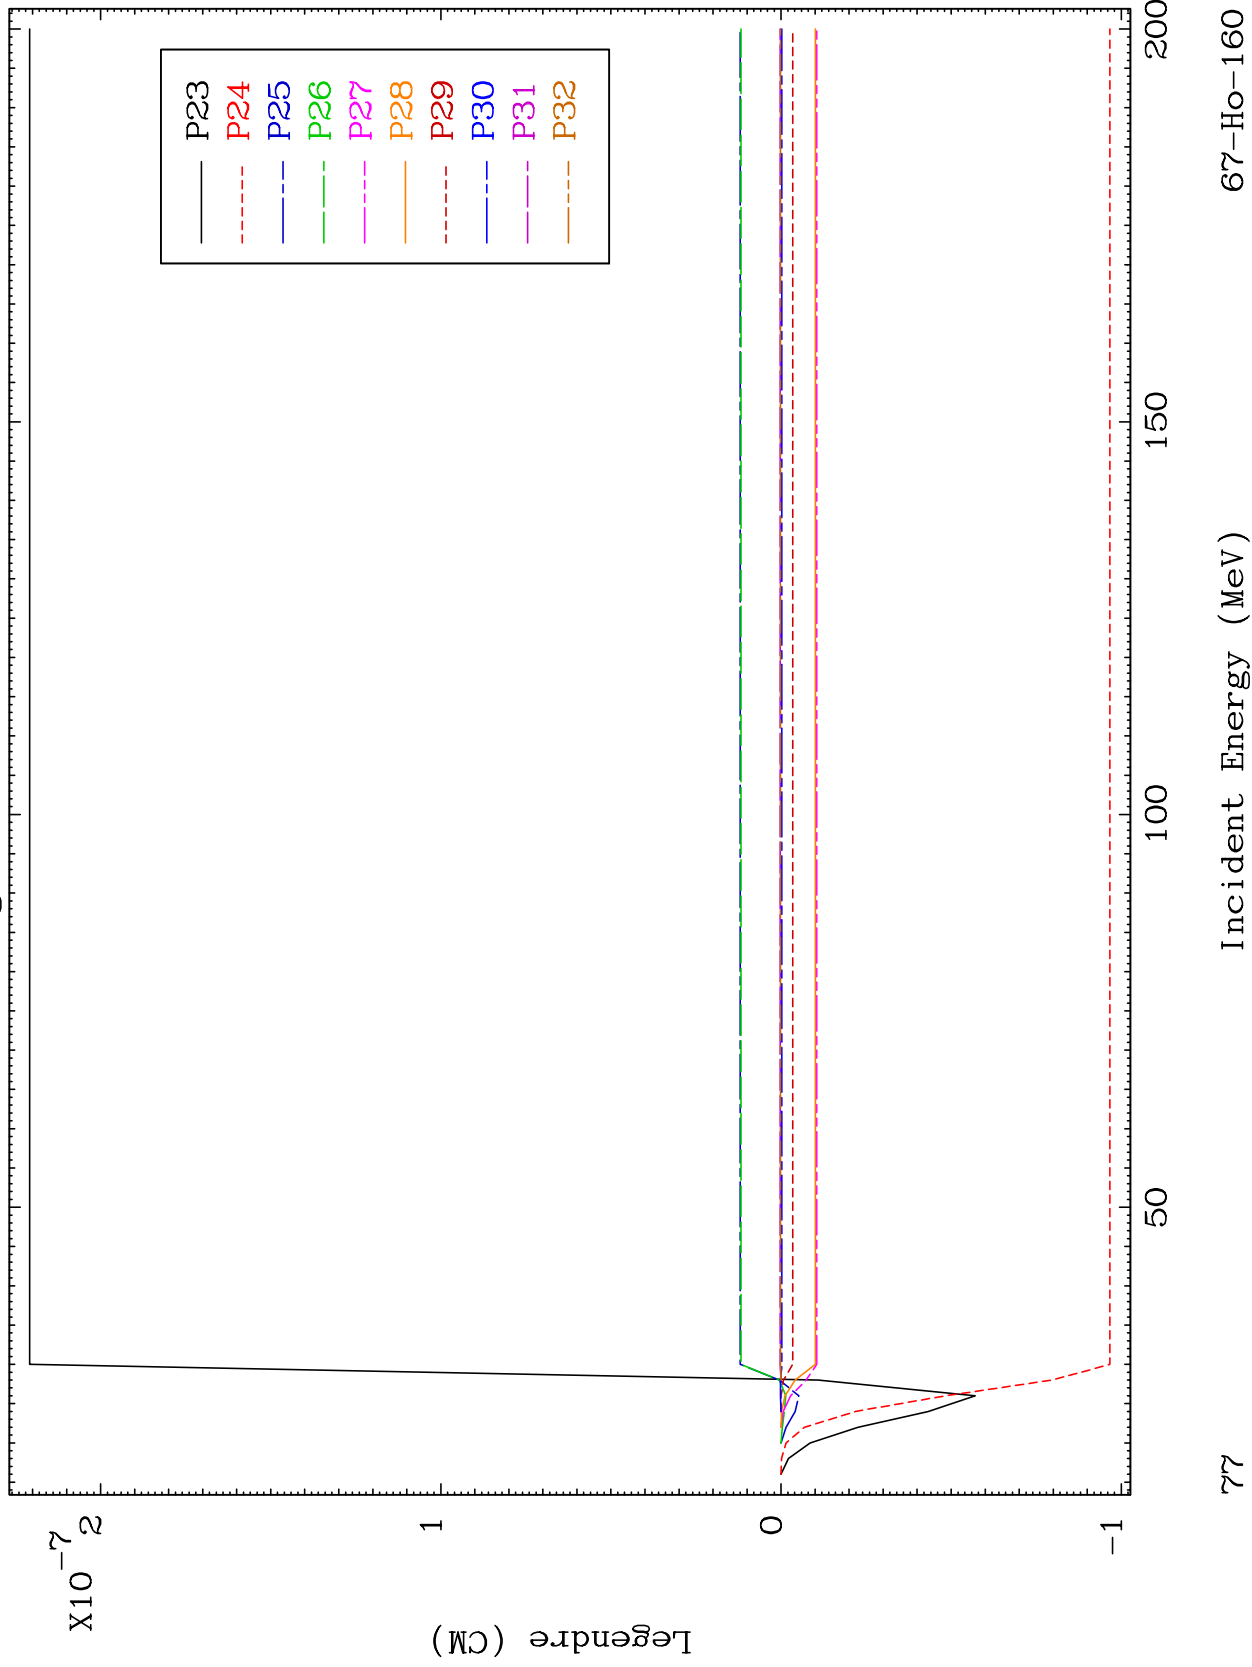 X10-7
2
1
0
-1
Legendre (CM)
P23
P24
P25
P26
P27
P28
P29
P30
P31
P32
50
100
150
200
Incident Energy (MeV)
77
67-Ho-160